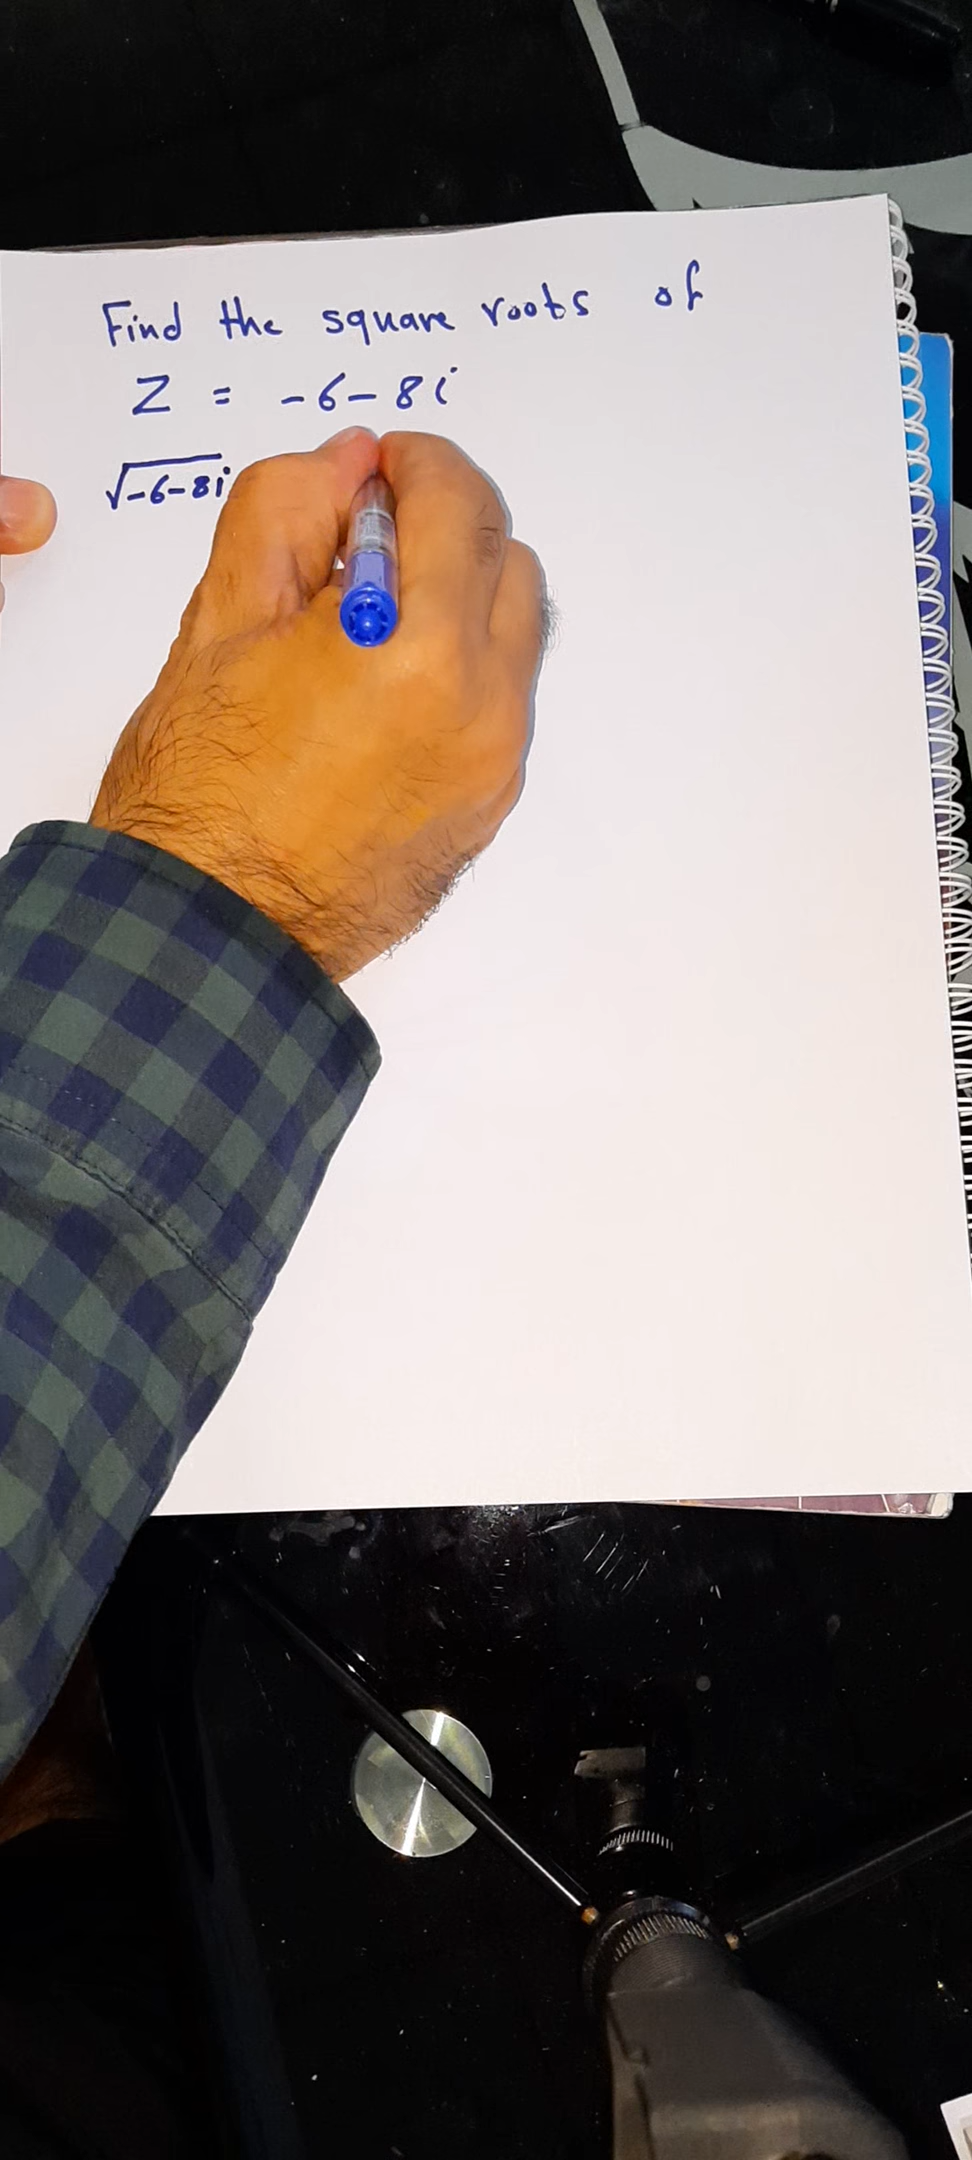 Find the square roots of
Z = -6-8i
√-6-8i